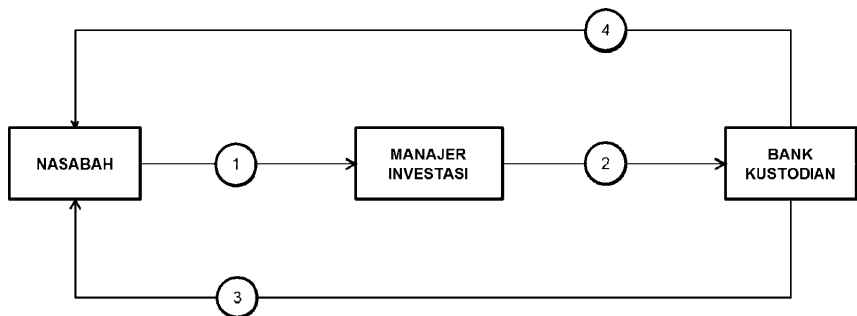 4
NASABAH
1
MANAJER
INVESTASI
2
BANK
KUSTODIAN
3